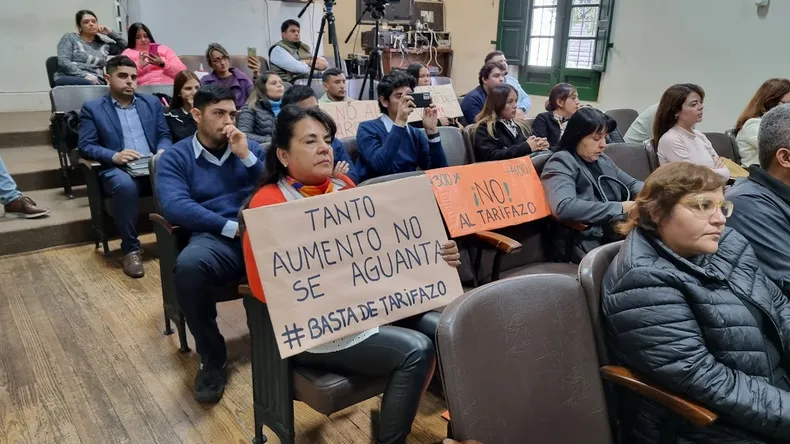 TANTO
AUMENTO NO
SE AGUANTA
#BASTA DE TARIFAZO
¡NO!
AL TARIFAZO